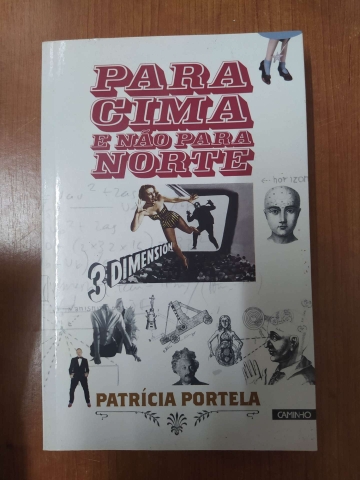 PARA
CIMA
E NÃO PARA
NORTE
3 DIMENSION
PATRÍCIA PORTELA
CAMINHO